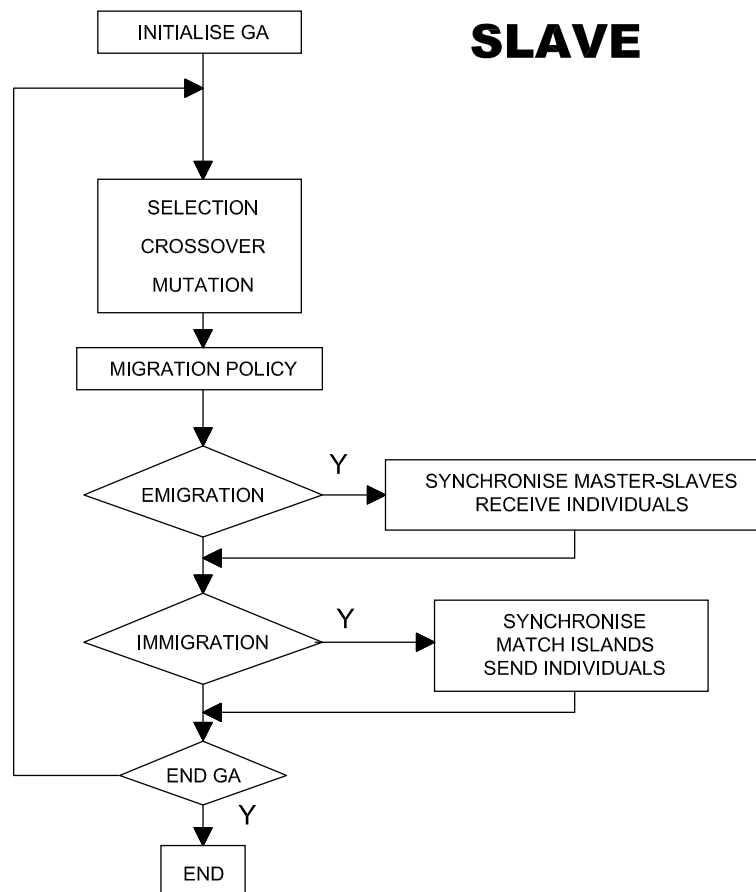 INITIALISE GA
SLAVE
SELECTION
CROSSOVER
MUTATION
MIGRATION POLICY
EMIGRATION
Y
SYNCHRONISE MASTER-SLAVES
RECEIVE INDIVIDUALS
IMMIGRATION
Y
SYNCHRONISE
MATCH ISLANDS
SEND INDIVIDUALS
END GA
Y
END